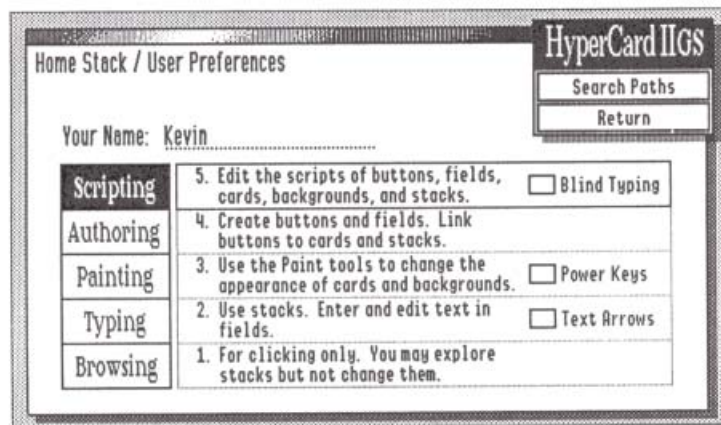 HyperCard IIGS
Home Stack / User Preferences
Search Paths
Return
Your Name: Kevin
Scripting
5. Edit the scripts of buttons, fields,
cards, backgrounds, and stacks.
Blind Typing
Authoring
4. Create buttons and fields. Link
buttons to cards and stacks.
Painting
3. Use the Paint tools to change the
appearance of cards and backgrounds.
Power Keys
Typing
2. Use stacks. Enter and edit text in
fields.
Text Arrows
Browsing
1. For clicking only. You may explore
stacks but not change them.